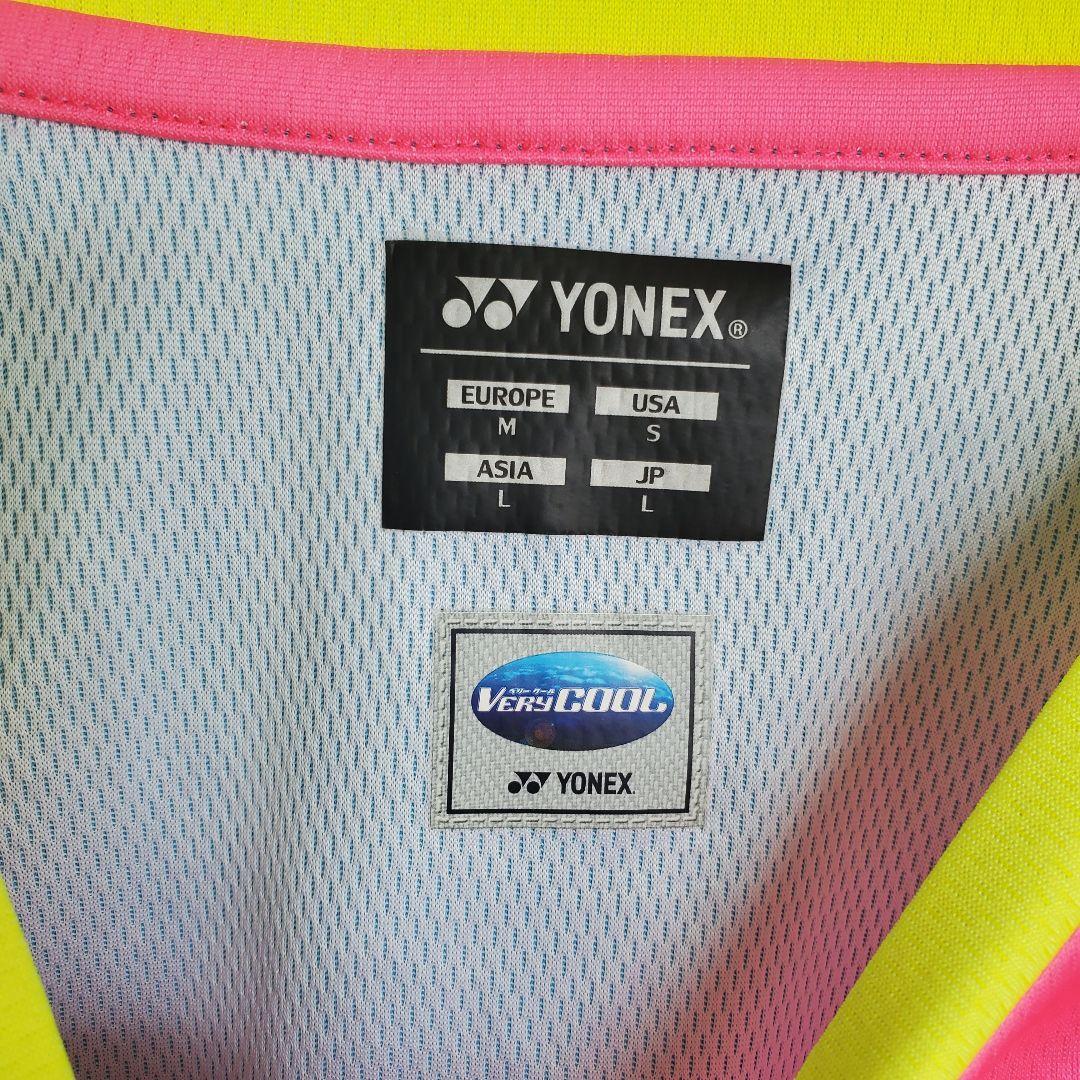 YONEX®
EUROPE USA
M S
ASIA JP
L L
ベリークール
VERYCOOL
YONEX